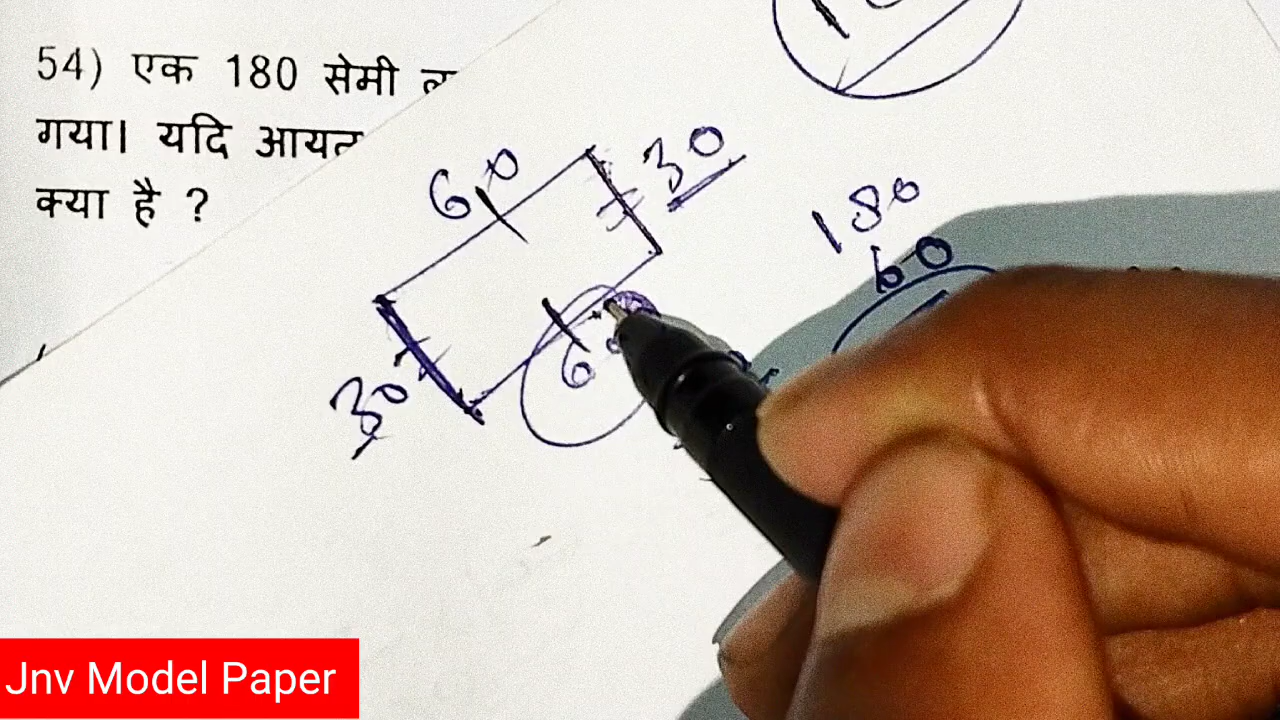 54) एक 180 सेमी
गया। यदि आयत
क्या है ?
60
30
180
60
30
Jnv Model Paper